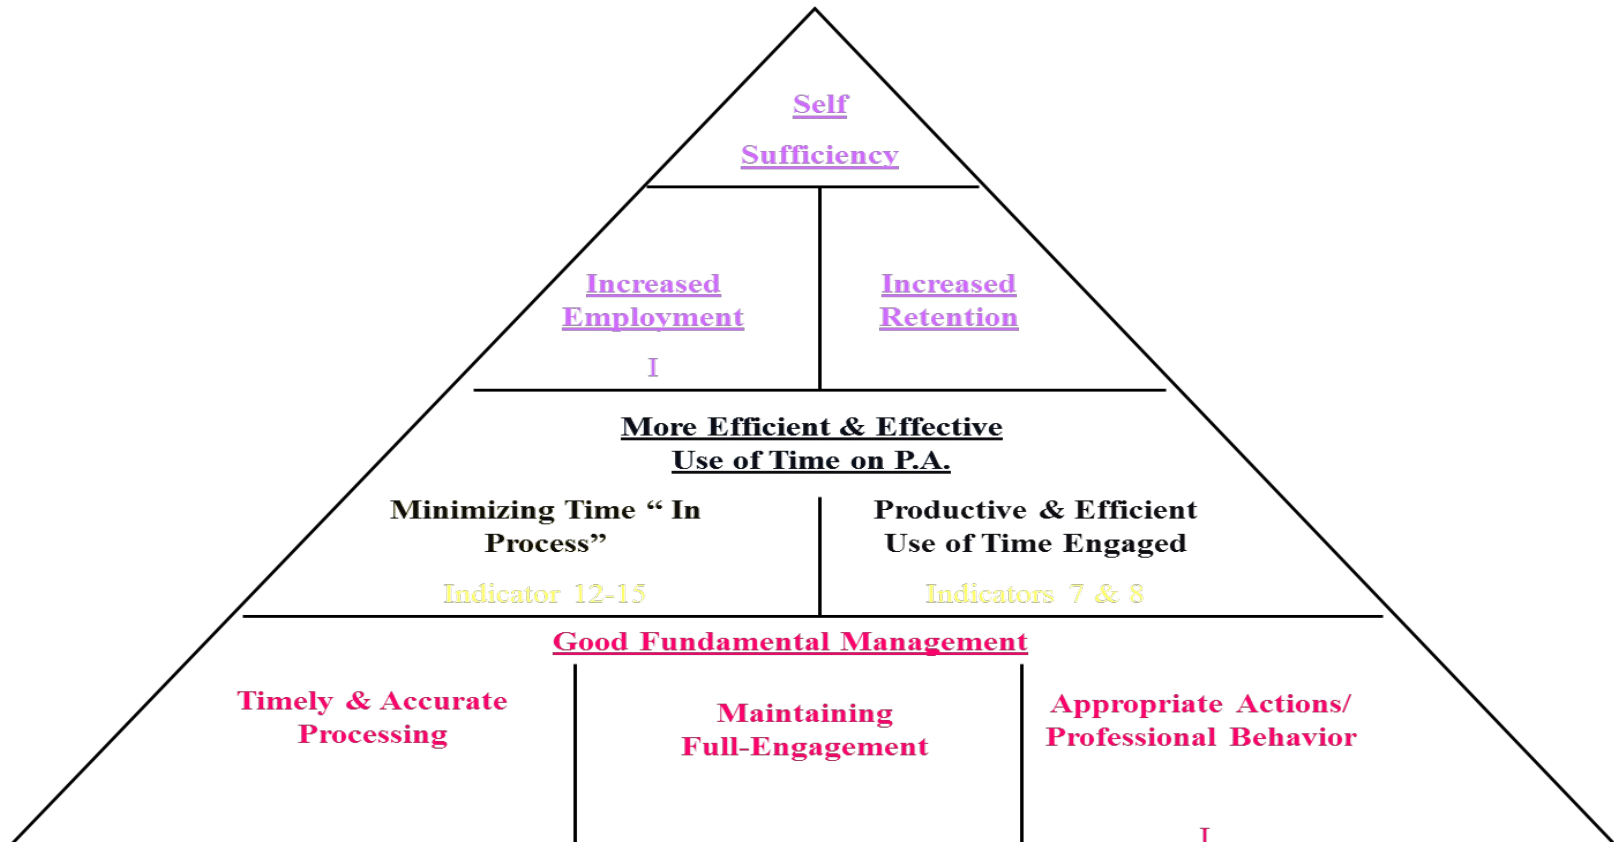 Self
Sufficiency
Increased
Employment
I
Increased
Retention
More Efficient & Effective
Use of Time on P.A.
Minimizing Time “ In
Process”
Indicator 12-15
Productive & Efficient
Use of Time Engaged
Indicators 7 & 8
Good Fundamental Management
Timely & Accurate
Processing
Maintaining
Full-Engagement
Appropriate Actions/
Professional Behavior
I